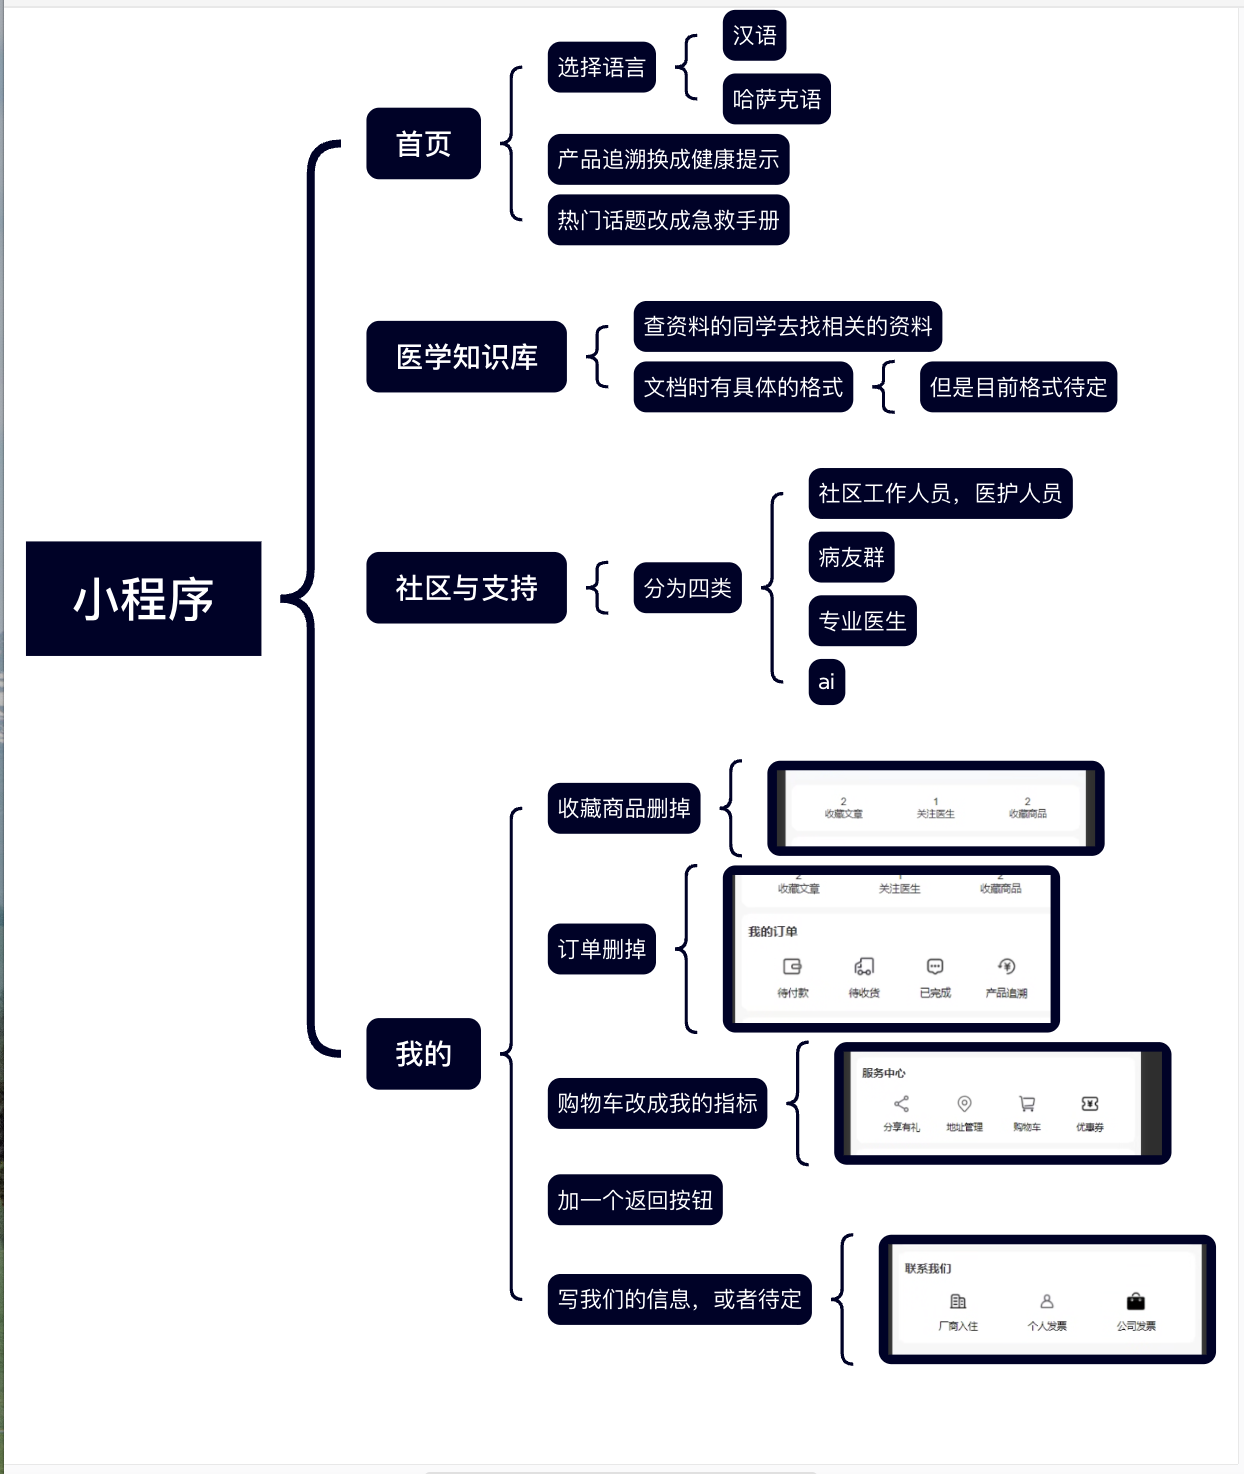 小程序
首页
选择语言
汉语
哈萨克语
产品追溯换成健康提示
热门话题改成急救手册
医学知识库
查资料的同学去找相关的资料
文档时有具体的格式
但是目前格式待定
社区与支持
分为四类
社区工作人员，医护人员
病友群
专业医生
ai
我的
收藏商品删掉
2 1 2
收藏文章 关注医生 收藏商品
订单删掉
收藏文章 关注医生 收藏商品
我的订单
待付款 待收货 已完成 产品追溯
购物车改成我的指标
服务中心
分享有礼 地址管理 购物车 优惠券
加一个返回按钮
写我们的信息，或者待定
联系我们
厂商入住 个人发票 公司发票